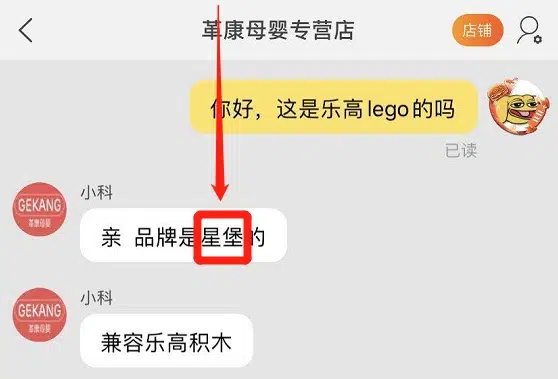 革康母婴专营店
店铺
你好，这是乐高lego的吗
已读
小科
GEKANG
革康母婴
亲 品牌是星堡的
小科
GEKANG
革康母婴
兼容乐高积木